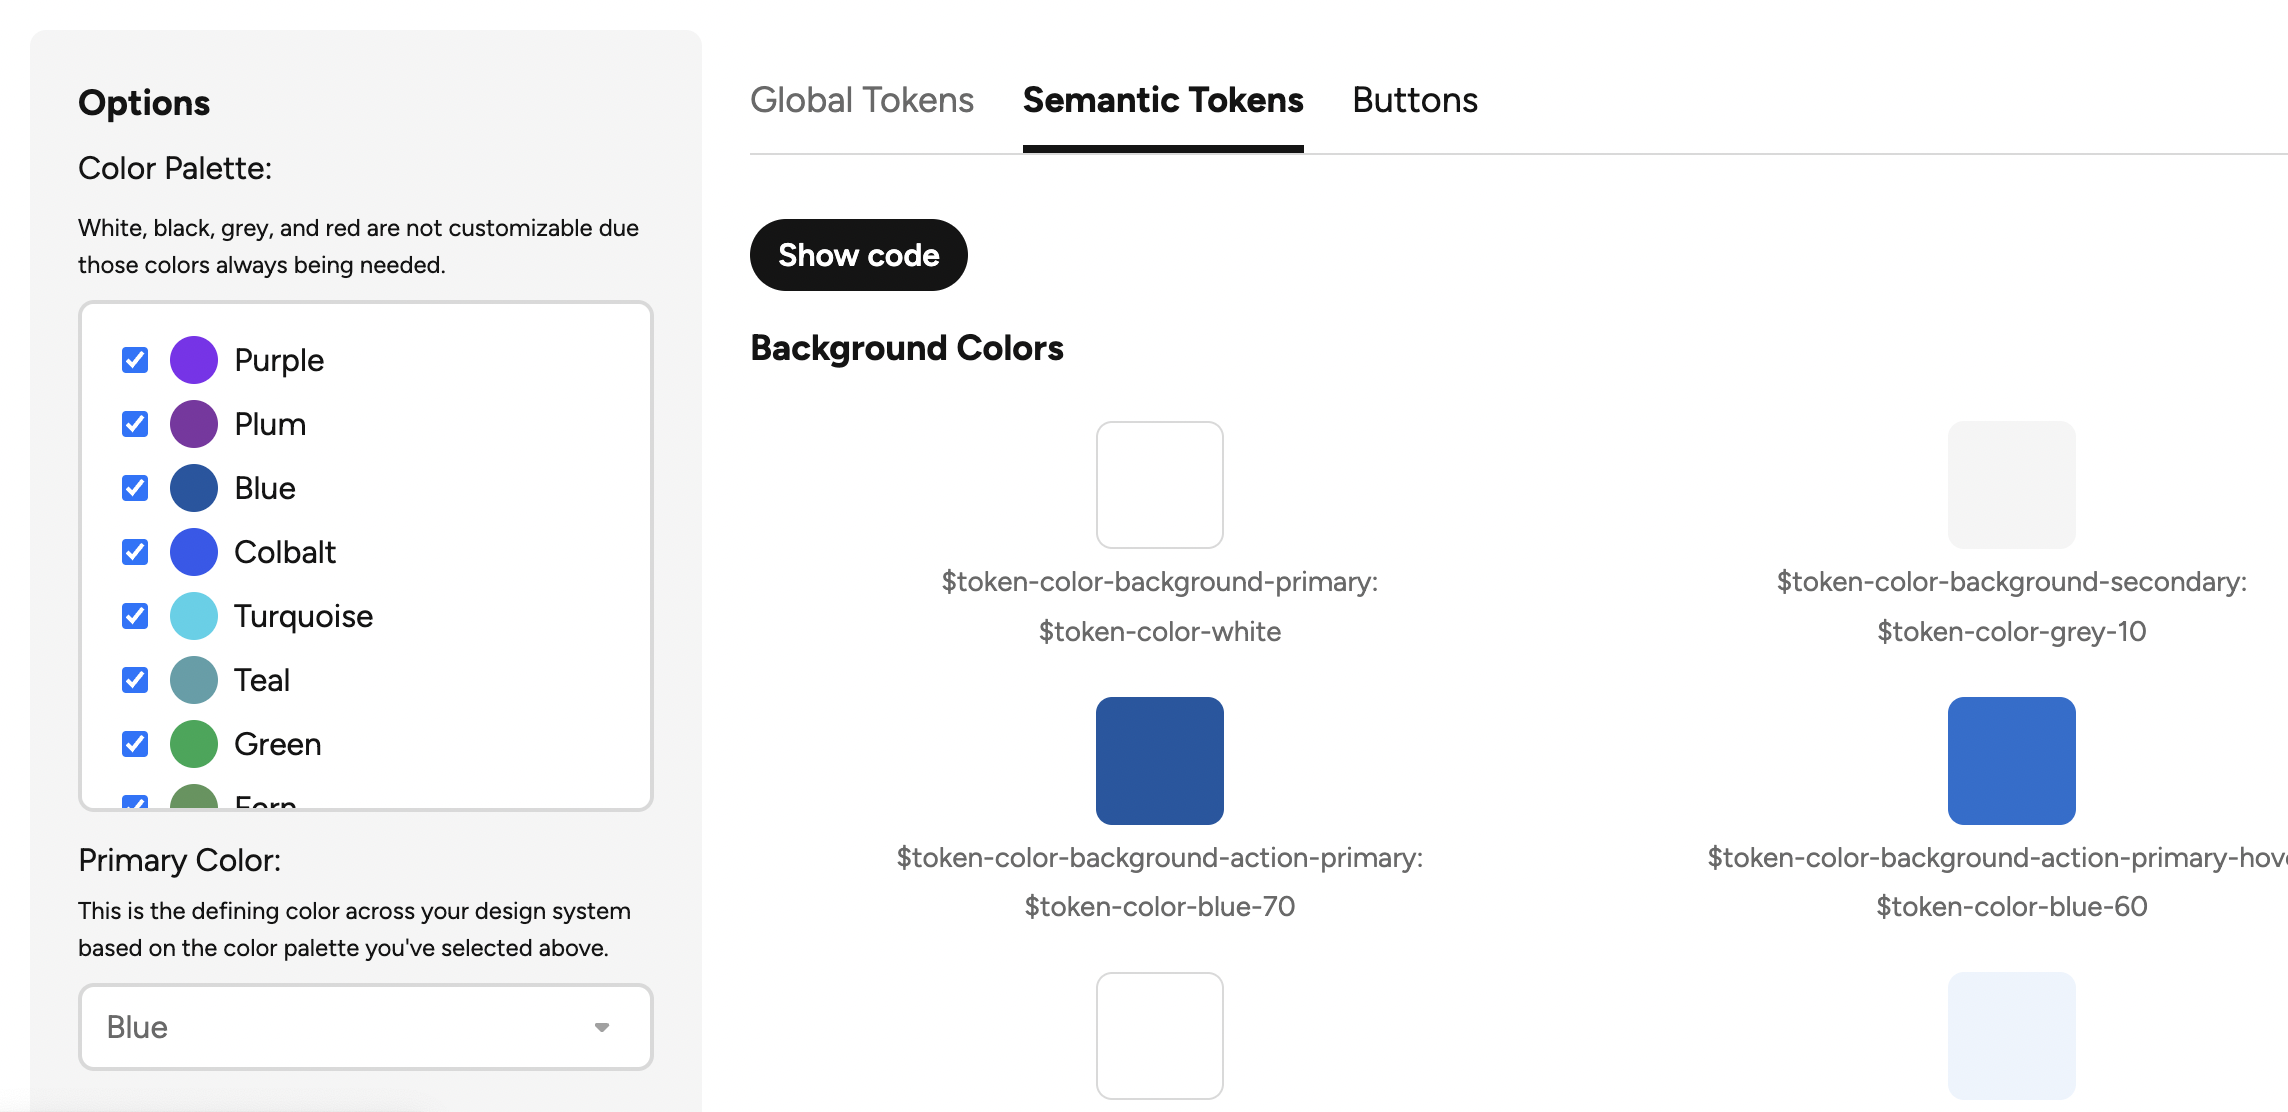 Options
Color Palette:
White, black, grey, and red are not customizable due
those colors always being needed.
Purple
Plum
Blue
Colbalt
Turquoise
Teal
Green
Fern
Primary Color:
This is the defining color across your design system
based on the color palette you've selected above.
Blue
Global Tokens
Semantic Tokens
Buttons
Show code
Background Colors
$token-color-background-primary:
$token-color-white
$token-color-background-secondary:
$token-color-grey-10
$token-color-background-action-primary:
$token-color-blue-70
$token-color-background-action-primary-hov
$token-color-blue-60